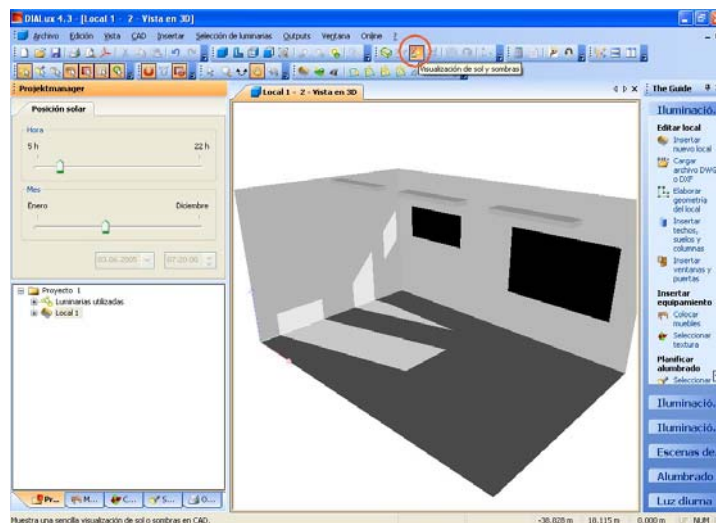 DIALux 4.3 - [Local 1 - 2 - Vista en 3D]
Archivo Edición Vista CAD Insertar Selección de luminarias Outputs Ventana Online ?
Visualización de sol y sombras
Projektmanager
Posición solar
Hora
5 h 22 h
Mes
Enero Diciembre
03.06.2005 07:20:00
Proyecto 1
Luminarias utilizadas
Local 1
Pr... M... C... S... O...
Local 1 - 2 - Vista en 3D
The Guide
Iluminació...
Editar local
Insertar
nuevo local
Cargar
archivo DWG
o DXF
Elaborar
geometría
del local
Insertar
techos,
suelos y
columnas
Insertar
ventanas y
puertas
Insertar
equipamiento
Colocar
muebles
Seleccionar
textura
Planificar
alumbrado
Seleccionar
Iluminació...
Iluminació...
Escenas de...
Alumbrado
Luz diurna
Muestra una sencilla visualización de sol o sombras en CAD.
-30.828 m 10.115 m 0.000 m NUM